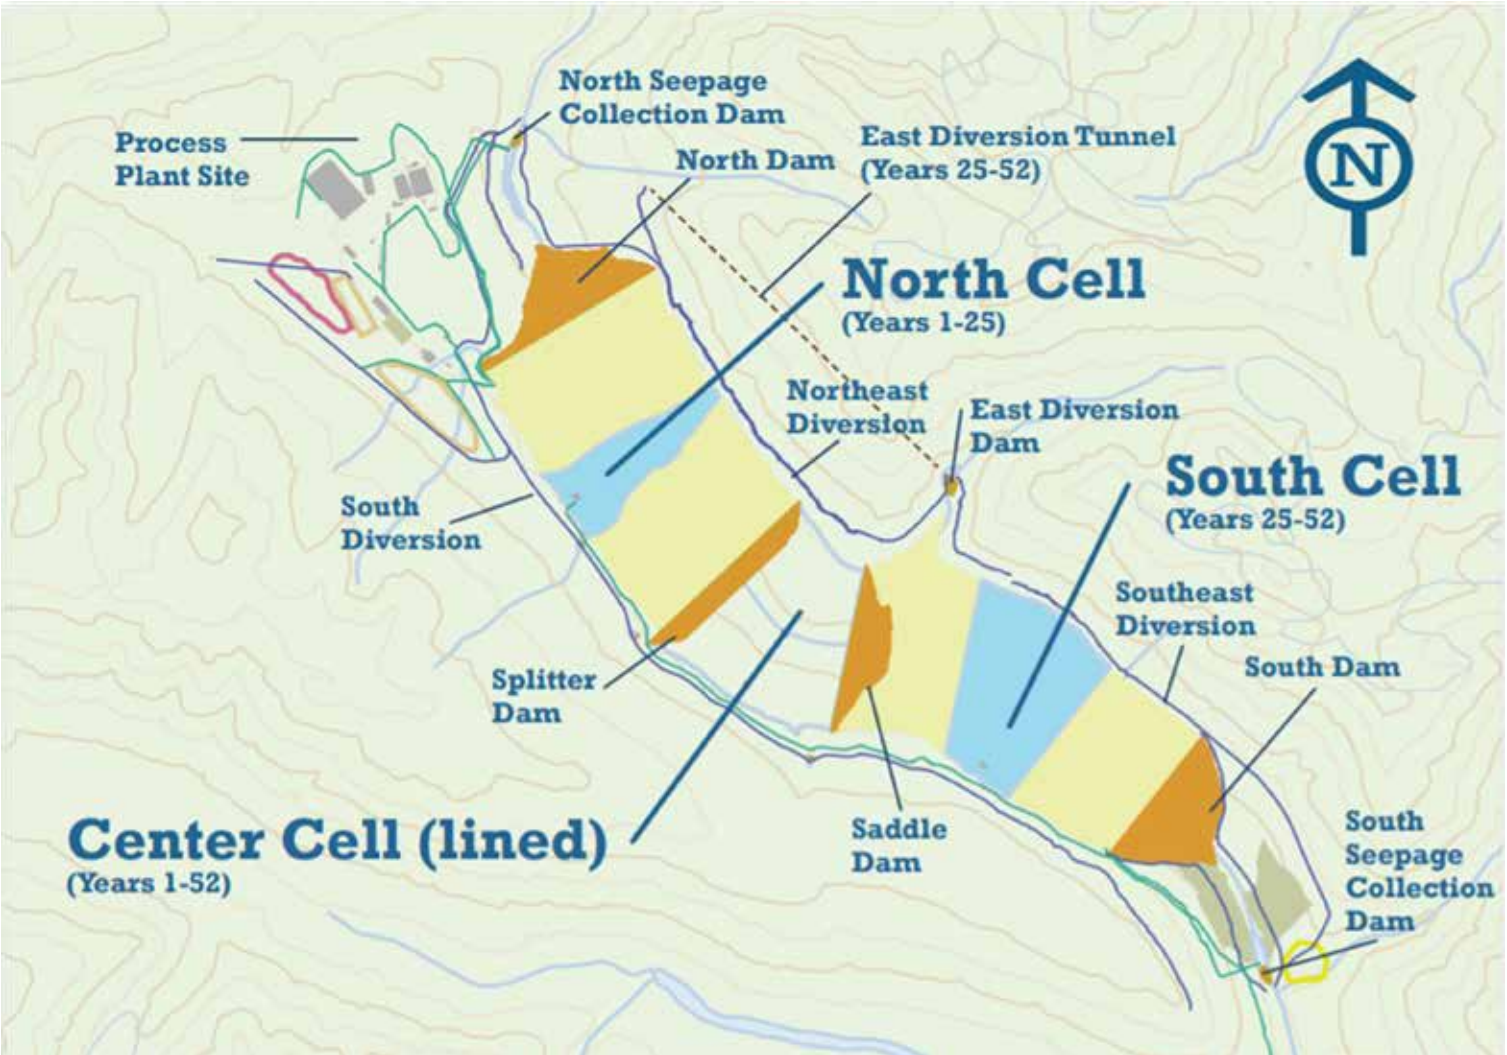 North Seepage
Collection Dam
Process
Plant Site
North Dam
East Diversion Tunnel
(Years 25-52)
N
North Cell
(Years 1-25)
Northeast
Diversion
East Diversion
Dam
South Cell
(Years 25-52)
South
Diversion
Southeast
Diversion
South Dam
Splitter
Dam
Center Cell (lined)
(Years 1-52)
Saddle
Dam
South
Seepage
Collection
Dam